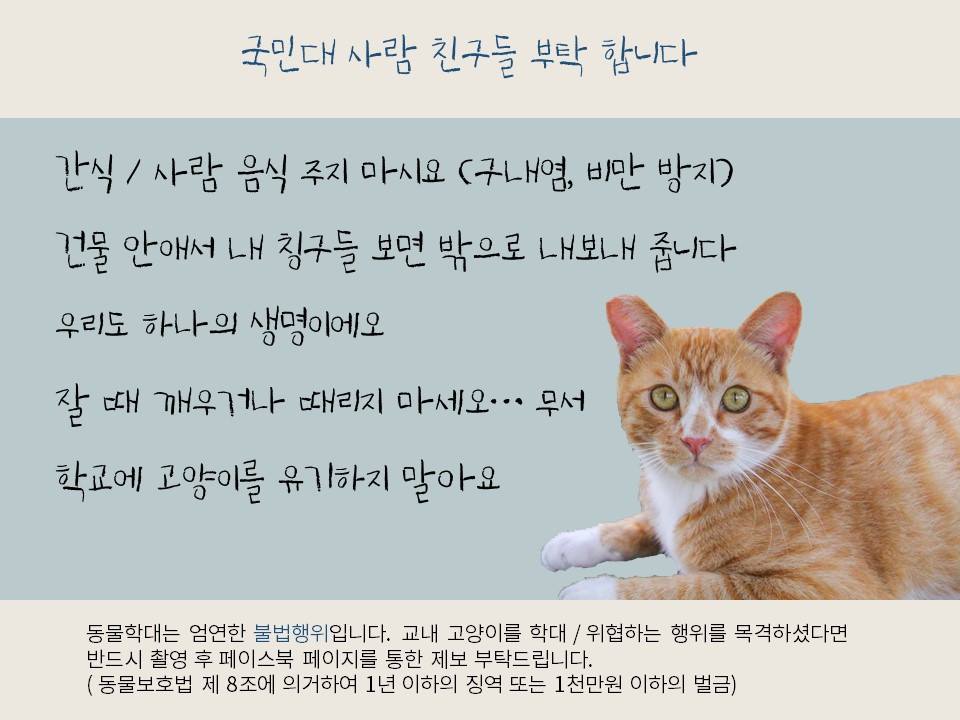 국민대 사람 친구들 부탁 합니다
간식 / 사람 음식 주지 마시요 (구내염, 비만 방지)
건물 안애서 내 칭구들 보면 밖으로 내보내 줍니다
우리도 하나의 생명이에오
잘 때 깨우거나 때리지 마세오… 무서
학교에 고양이를 유기하지 말아요
동물학대는 엄연한 불법행위입니다. 교내 고양이를 학대 / 위협하는 행위를 목격하셨다면
반드시 촬영 후 페이스북 페이지를 통한 제보 부탁드립니다.
( 동물보호법 제 8조에 의거하여 1년 이하의 징역 또는 1천만원 이하의 벌금)